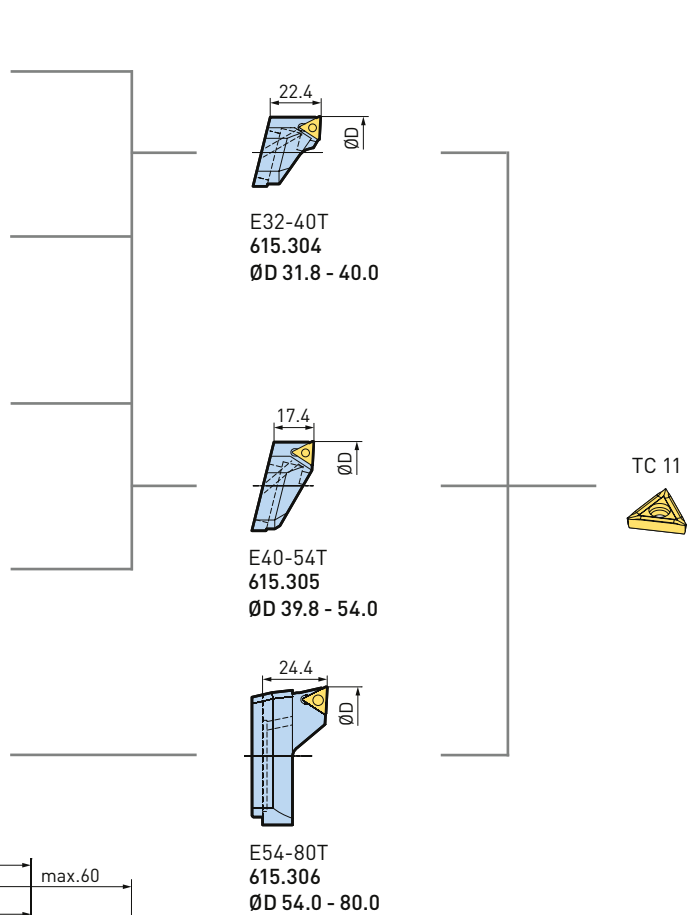 22.4
ØD
E32-40T
615.304
ØD 31.8 - 40.0
17.4
ØD
TC 11
E40-54T
615.305
ØD 39.8 - 54.0
24.4
ØD
E54-80T
615.306
ØD 54.0 - 80.0
max.60